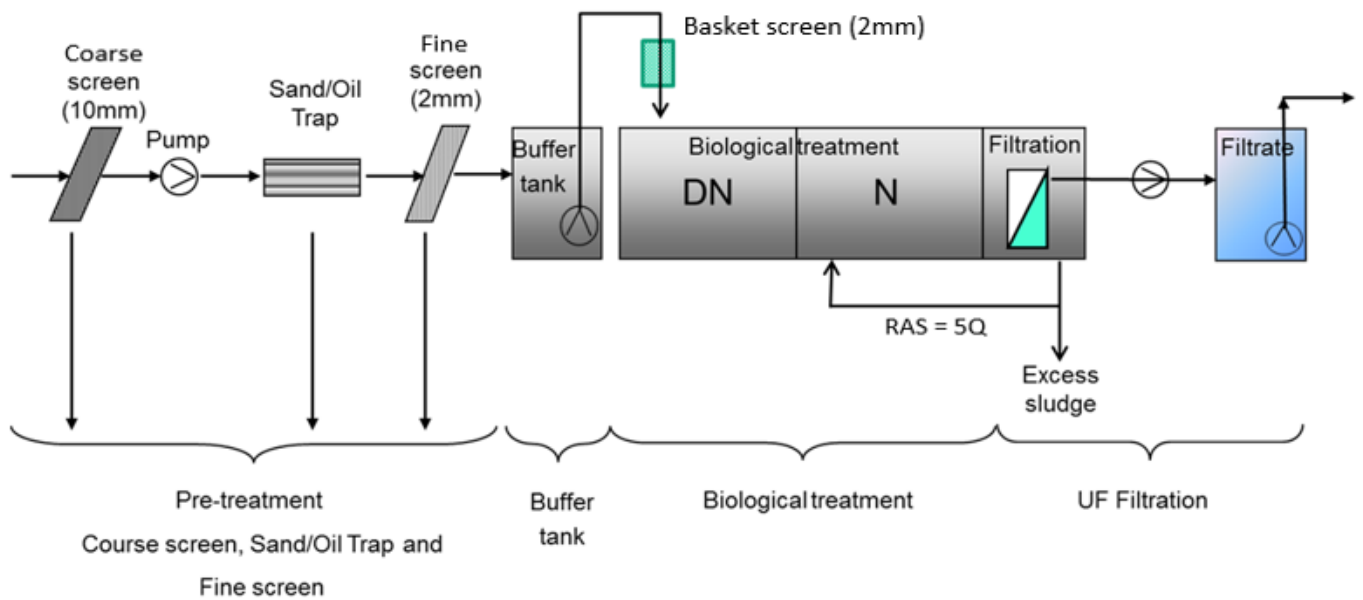 Coarse
screen
(10mm)
Pump
Sand/Oil
Trap
Fine
screen
(2mm)
Basket screen (2mm)
Buffer
tank
Biological treatment
DN
N
Filtration
Filtrate
RAS = 5Q
Excess
sludge
Pre-treatment
Course screen, Sand/Oil Trap and
Fine screen
Buffer
tank
Biological treatment
UF Filtration